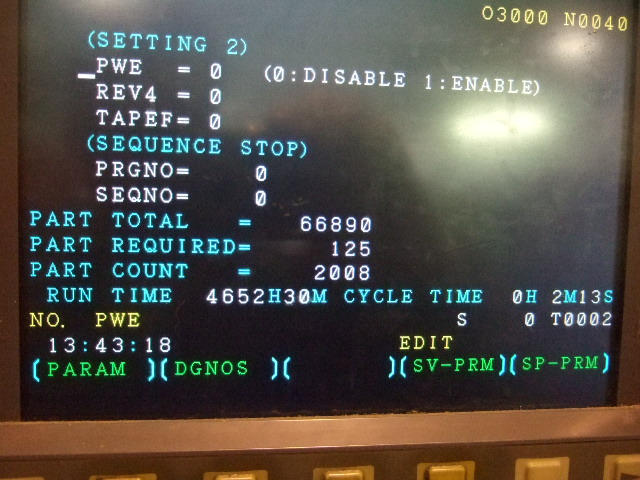 O3000 N0040
(SETTING 2)
_PWE = 0 (0:DISABLE 1:ENABLE)
REV4 = 0
TAPEF= 0
(SEQUENCE STOP)
PRGNO= 0
SEQNO= 0
PART TOTAL = 66890
PART REQUIRED= 125
PART COUNT = 2008
RUN TIME 4652H30M CYCLE TIME 0H 2M13S
NO. PWE S 0 T0002
13:43:18 EDIT
(PARAM )(DGNOS )( )(SV-PRM)(SP-PRM)